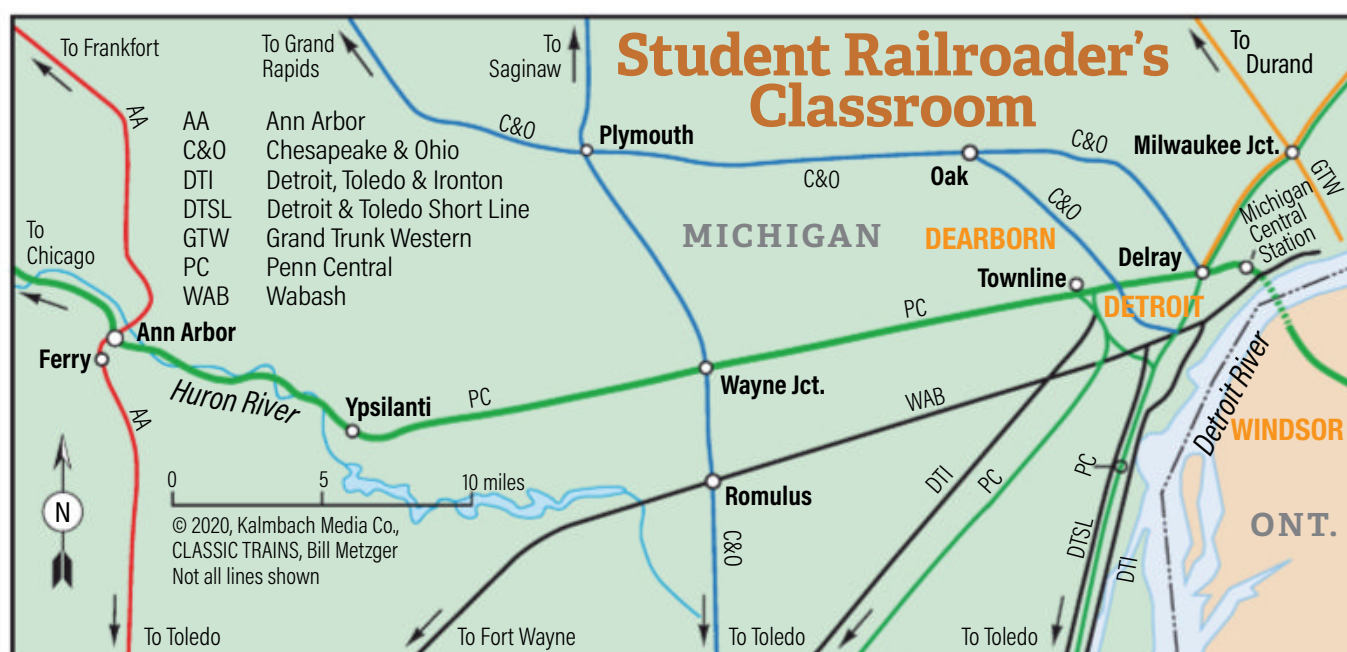 Student Railroader's
Classroom
To Frankfort
To Grand
Rapids
To
Saginaw
To
Durand
AA
AA Ann Arbor
C&O Chesapeake & Ohio
DTI Detroit, Toledo & Ironton
DTSL Detroit & Toledo Short Line
GTW Grand Trunk Western
PC Penn Central
WAB Wabash
C&O
Plymouth
C&O
Oak
C&O
C&O
Milwaukee Jct.
GTW
Michigan
Central
Station
To
Chicago
MICHIGAN
DEARBORN
Townline
Delray
DETROIT
PC
Ann Arbor
Ferry
AA
Huron River
Ypsilanti
PC
Wayne Jct.
WAB
Detroit River
WINDSOR
N
0 5 10 miles
Romulus
DTI
PC
PC
© 2020, Kalmbach Media Co.,
CLASSIC TRAINS, Bill Metzger
Not all lines shown
C&O
DTSL
DTI
ONT.
To Toledo
To Fort Wayne
To Toledo
To Toledo